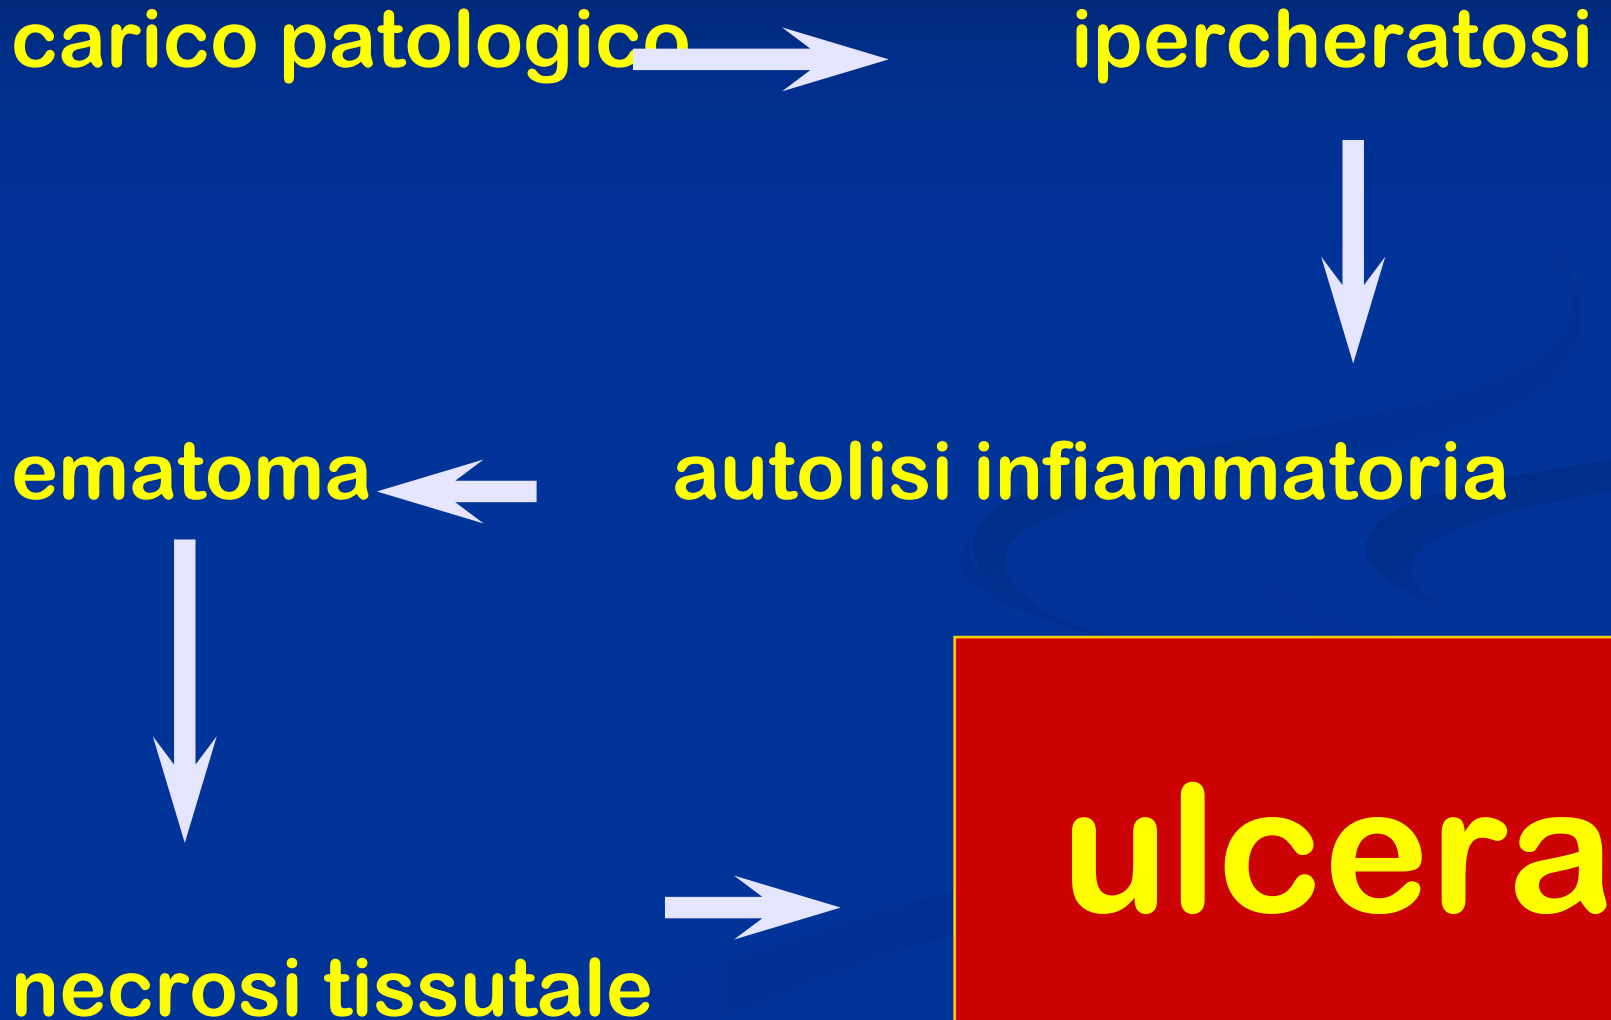 carico patologico
ipercheratosi
ematoma
autolisi infiammatoria
ulcera
necrosi tissutale